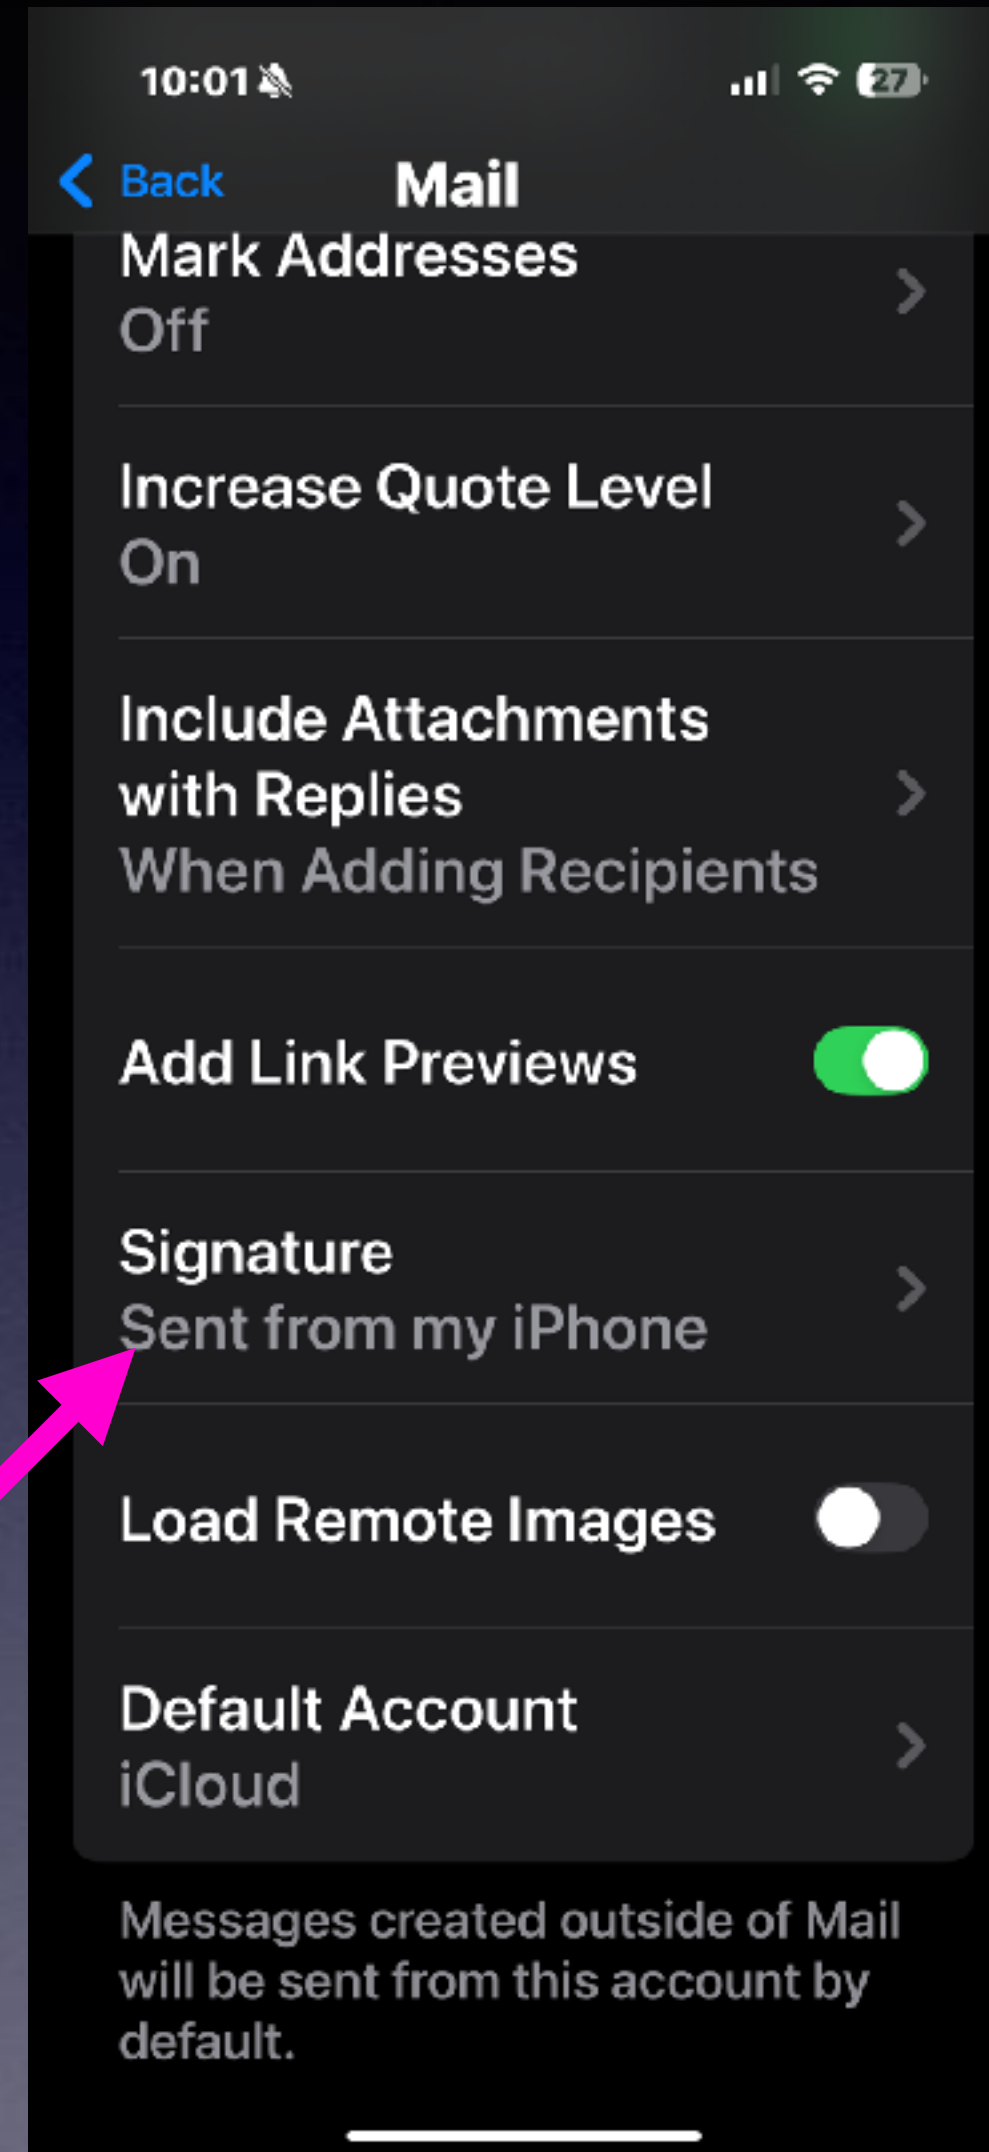 10:01
27
Back
Mail
Mark Addresses
Off
Increase Quote Level
On
Include Attachments
with Replies
When Adding Recipients
Add Link Previews
Signature
Sent from my iPhone
Load Remote Images
Default Account
iCloud
Messages created outside of Mail
will be sent from this account by
default.